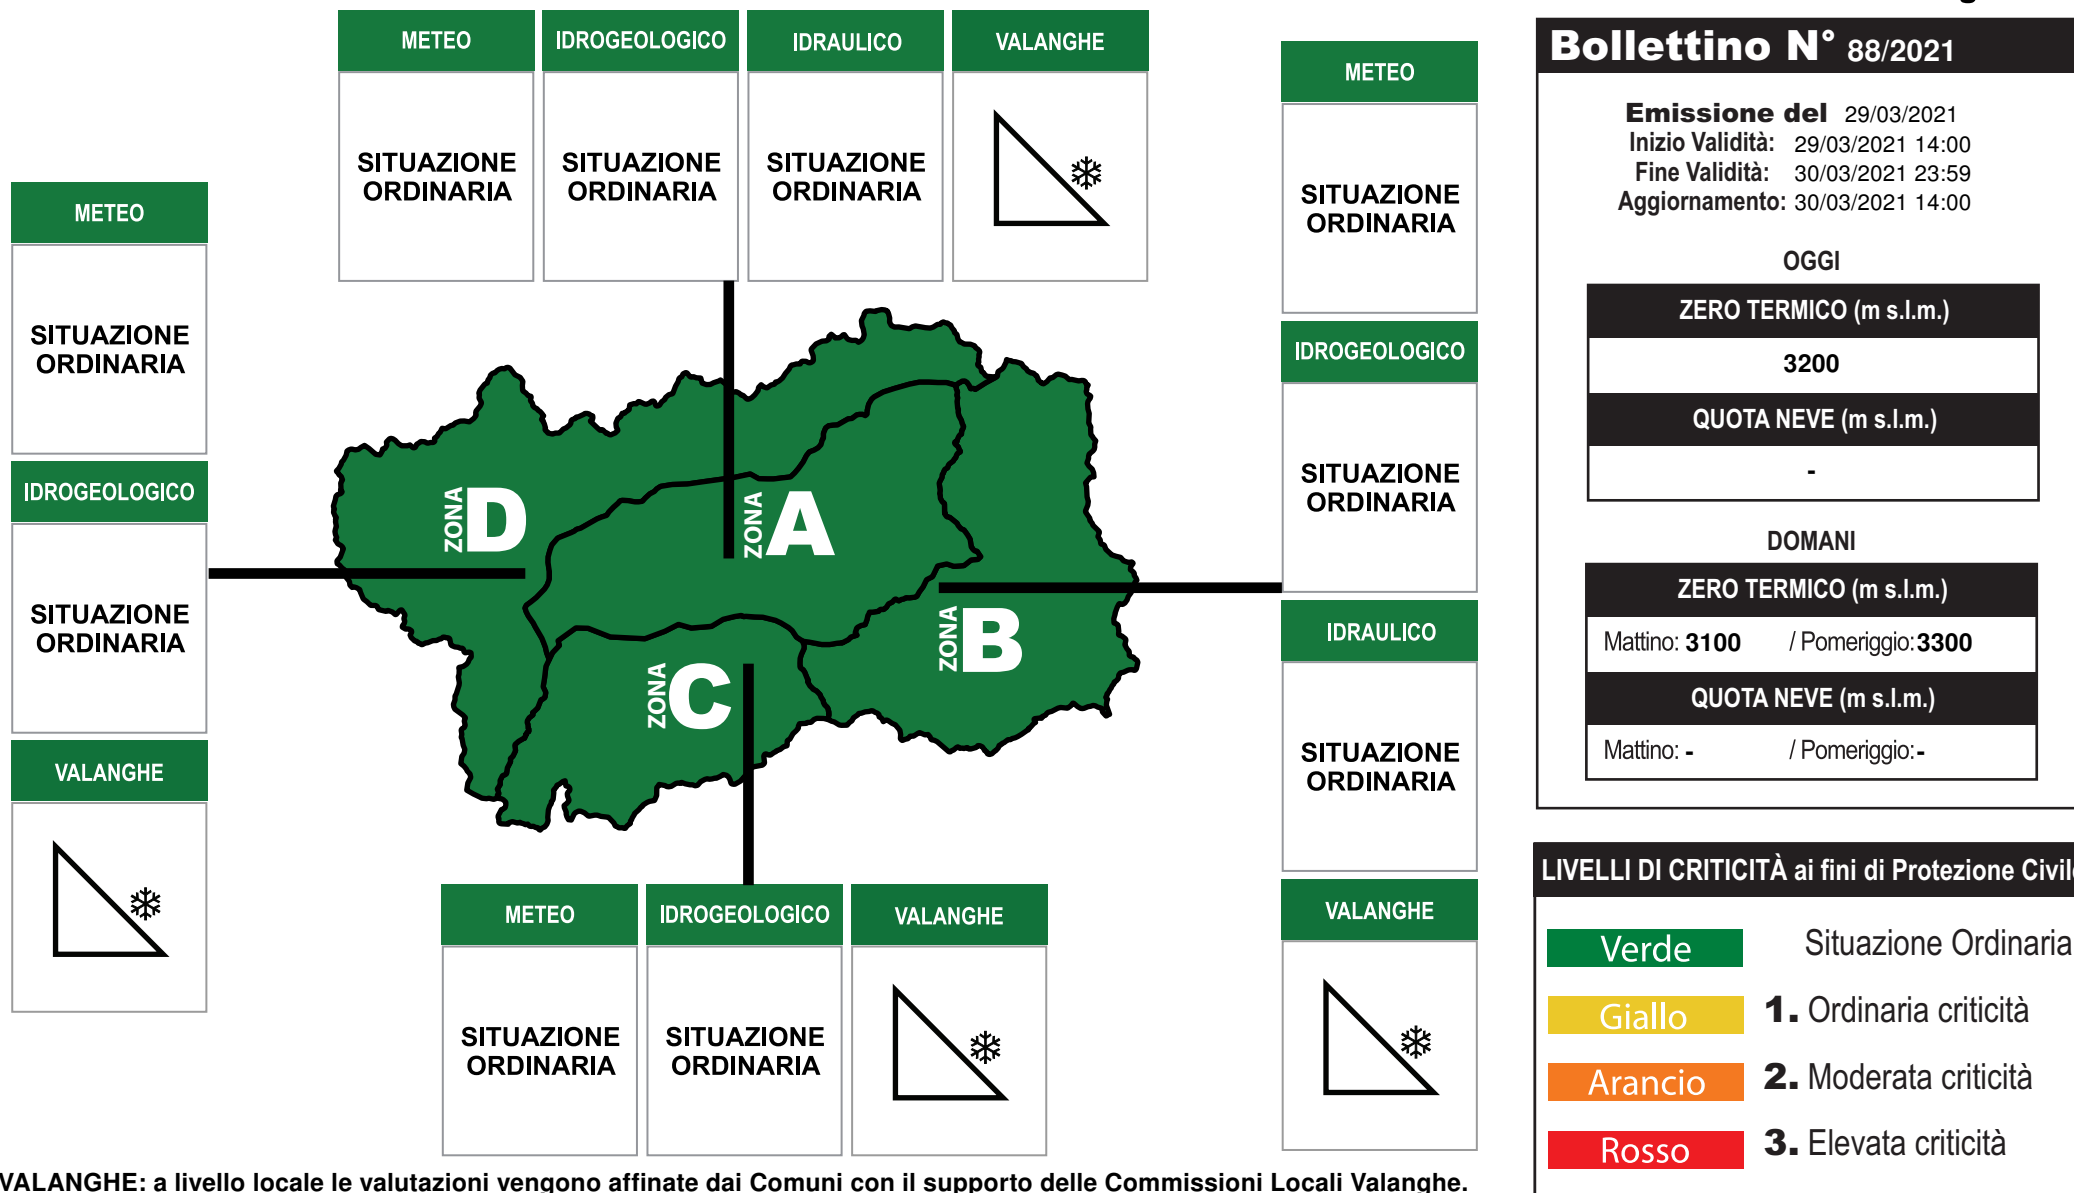 METEO
IDROGEOLOGICO
IDRAULICO
VALANGHE
SITUAZIONE
ORDINARIA
SITUAZIONE
ORDINARIA
SITUAZIONE
ORDINARIA
METEO
SITUAZIONE
ORDINARIA
IDROGEOLOGICO
SITUAZIONE
ORDINARIA
VALANGHE
ZONA D
ZONA A
ZONA B
ZONA C
METEO
SITUAZIONE
ORDINARIA
IDROGEOLOGICO
SITUAZIONE
ORDINARIA
IDRAULICO
SITUAZIONE
ORDINARIA
VALANGHE
METEO
IDROGEOLOGICO
VALANGHE
SITUAZIONE
ORDINARIA
SITUAZIONE
ORDINARIA
VALANGHE: a livello locale le valutazioni vengono affinate dai Comuni con il supporto delle Commissioni Locali Valanghe.
Bollettino N° 88/2021
Emissione del 29/03/2021
Inizio Validità: 29/03/2021 14:00
Fine Validità: 30/03/2021 23:59
Aggiornamento: 30/03/2021 14:00
OGGI
ZERO TERMICO (m s.l.m.)
3200
QUOTA NEVE (m s.l.m.)
-
DOMANI
ZERO TERMICO (m s.l.m.)
Mattino: 3100 / Pomeriggio: 3300
QUOTA NEVE (m s.l.m.)
Mattino: - / Pomeriggio: -
LIVELLI DI CRITICITÀ ai fini di Protezione Civile
Verde Situazione Ordinaria
Giallo 1. Ordinaria criticità
Arancio 2. Moderata criticità
Rosso 3. Elevata criticità